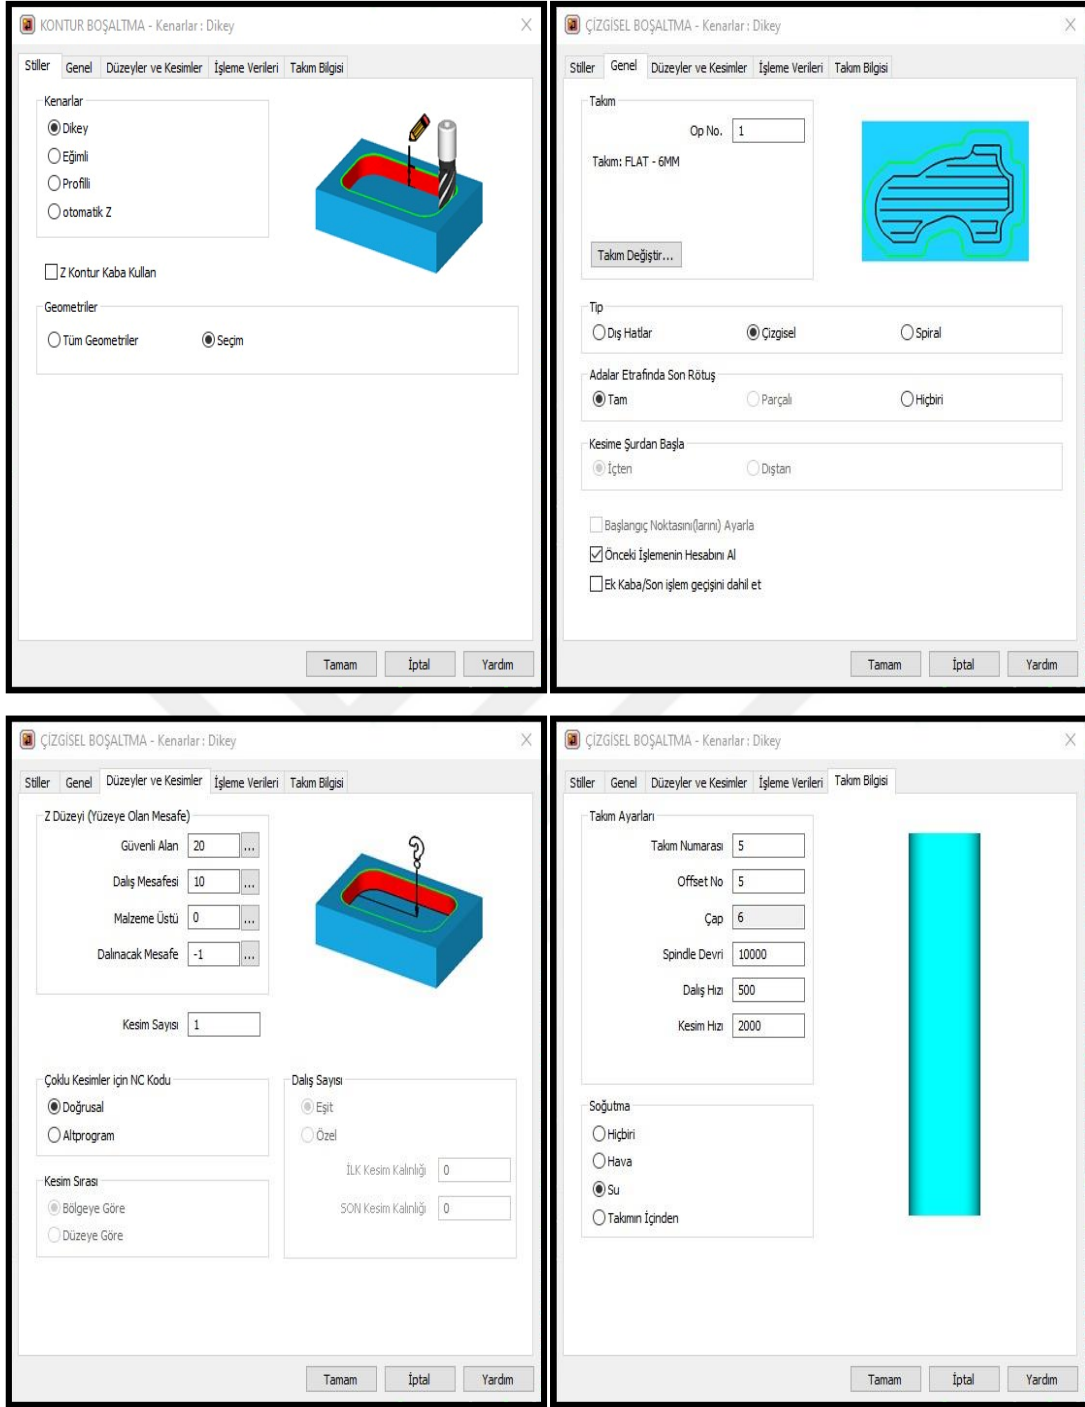 KONTUR BOŞALTMA - Kenarlar : Dikey
Stiller Genel Düzeyler ve Kesimler İşleme Verileri Takım Bilgisi
Kenarlar
Dikey
Eğimli
Profilli
otomatik Z
Z Kontur Kaba Kullan
Geometriler
Tüm Geometriler Seçim
Tamam İptal Yardım
ÇİZGİSEL BOŞALTMA - Kenarlar : Dikey
Stiller Genel Düzeyler ve Kesimler İşleme Verileri Takım Bilgisi
Takım
Op No. 1
Takım: FLAT - 6MM
Takım Değiştir...
Tip
Dış Hatlar Çizgisel Spiral
Adalar Etrafında Son Rötuş
Tam Parçalı Hiçbiri
Kesime Şurdan Başla
İçten Dıştan
Başlangıç Noktasını(larını) Ayarla
Önceki İşlemenin Hesabını Al
Ek Kaba/Son işlem geçişini dahil et
Tamam İptal Yardım
ÇİZGİSEL BOŞALTMA - Kenarlar : Dikey
Stiller Genel Düzeyler ve Kesimler İşleme Verileri Takım Bilgisi
Z Düzeyi (Yüzeye Olan Mesafe)
Güvenli Alan 20 ...
Dalış Mesafesi 10 ...
Malzeme Üstü 0 ...
Dalınacak Mesafe -1 ...
Kesim Sayısı 1
Çoklu Kesimler için NC Kodu
Doğrusal
Altprogram
Kesim Sırası
Bölgeye Göre
Düzeye Göre
Dalış Sayısı
Eşit
Özel
İLK Kesim Kalınlığı 0
SON Kesim Kalınlığı 0
Tamam İptal Yardım
ÇİZGİSEL BOŞALTMA - Kenarlar : Dikey
Stiller Genel Düzeyler ve Kesimler İşleme Verileri Takım Bilgisi
Takım Ayarları
Takım Numarası 5
Offset No 5
Çap 6
Spindle Devri 10000
Dalış Hızı 500
Kesim Hızı 2000
Soğutma
Hiçbiri
Hava
Su
Takımın İçinden
Tamam İptal Yardım